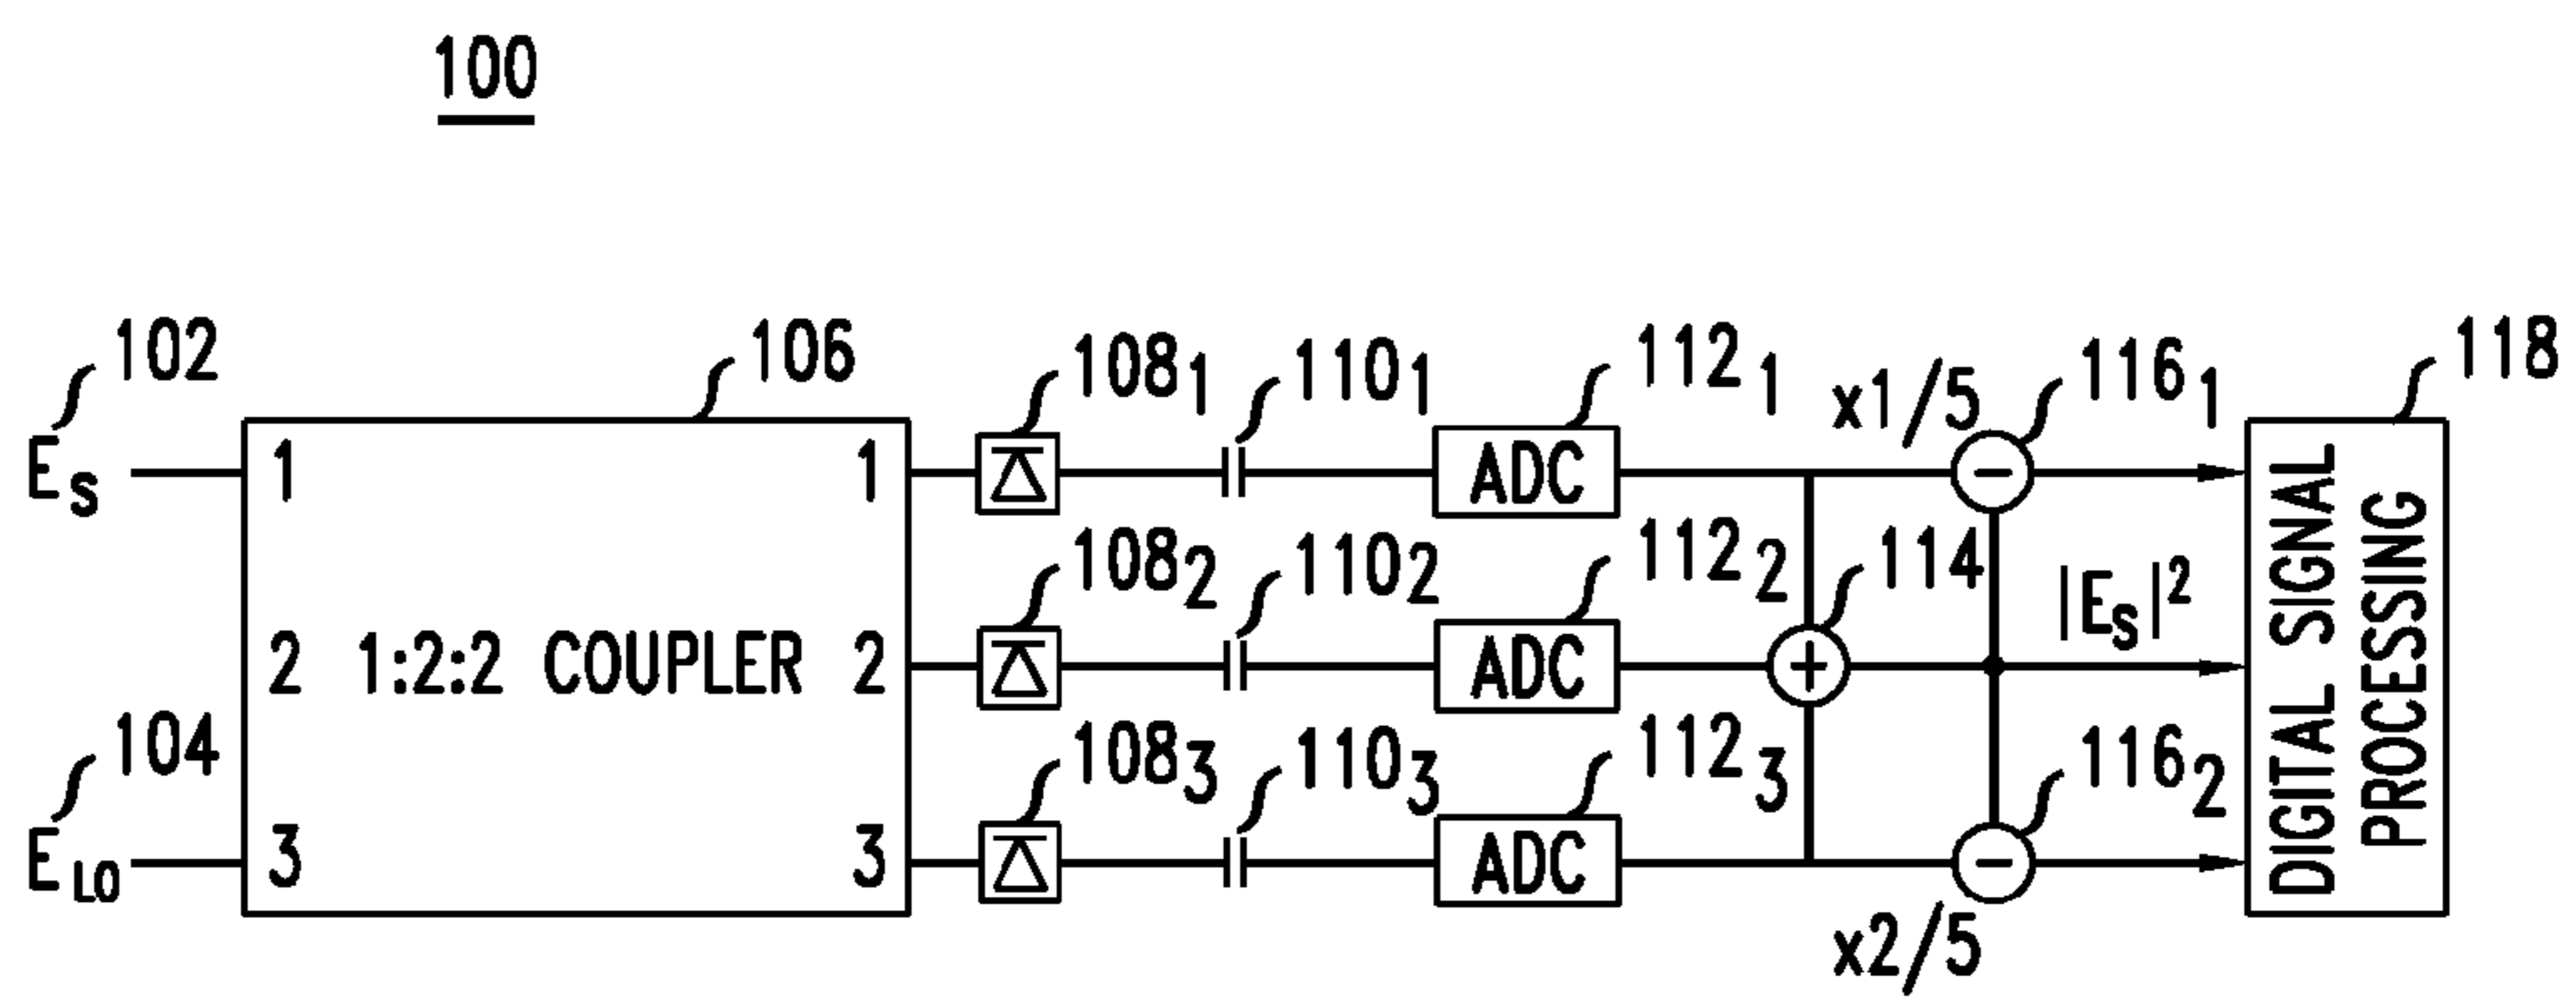 100
102
106
108₁
110₁
112₁
x1/5
116₁
118
E_S
1
1
ADC
−
108₂
110₂
112₂
114
|E_S|²
2
1:2:2 COUPLER
2
ADC
+
DIGITAL SIGNAL
PROCESSING
104
108₃
110₃
112₃
116₂
E_LO
3
3
ADC
−
x2/5